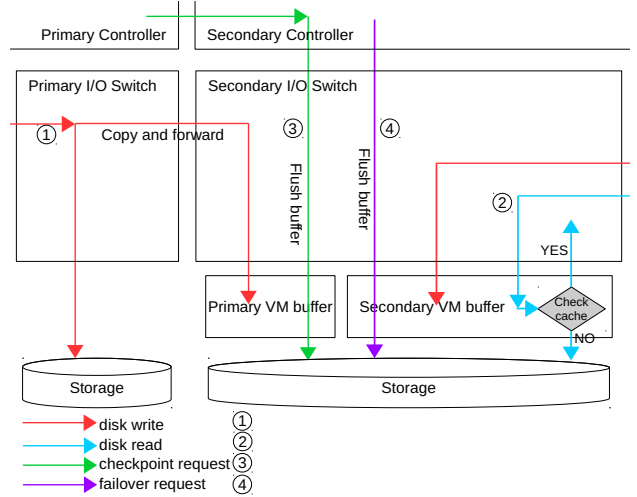 Primary Controller
Secondary Controller
Primary I/O Switch
Secondary I/O Switch
① Copy and forward
③
④
Flush buffer
Flush buffer
②
YES
Primary VM buffer
Secondary VM buffer
Check
cache
NO
Storage
Storage
disk write ①
disk read ②
checkpoint request ③
failover request ④